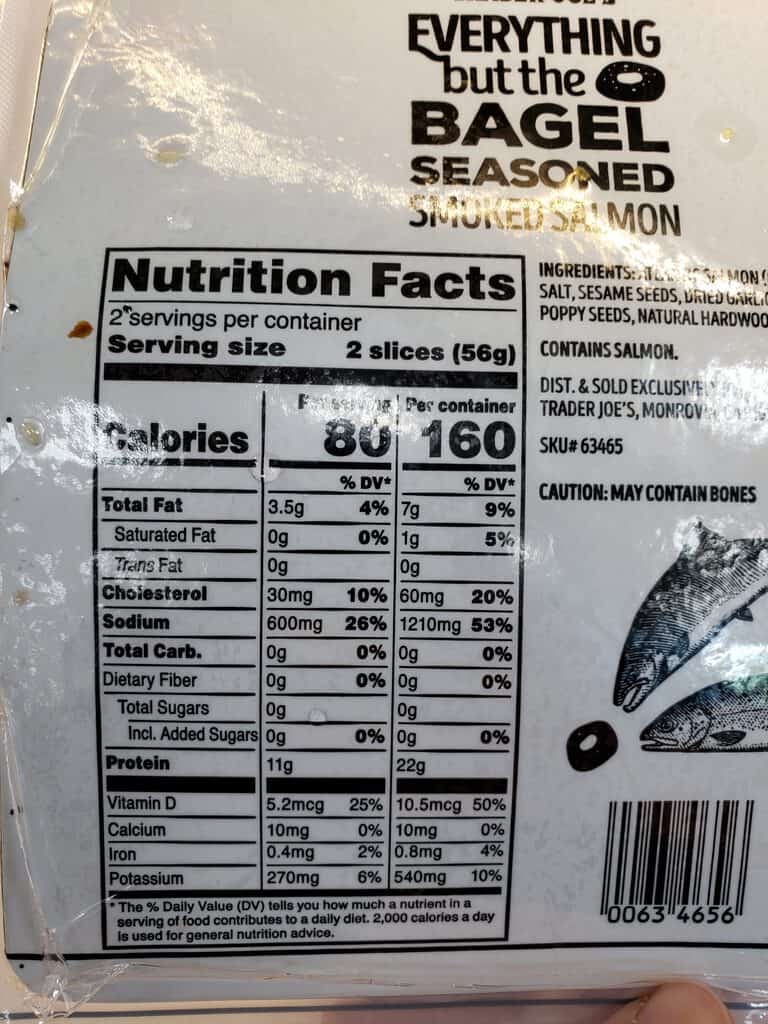 EVERYTHING
but the
BAGEL
SEASONED
SMOKED SALMON
Nutrition Facts
2 servings per container
Serving size 2 slices (56g)
Per serving Per container
Calories 80 160
% DV* % DV*
Total Fat 3.5g 4% 7g 9%
Saturated Fat 0g 0% 1g 5%
Trans Fat 0g 0g
Cholesterol 30mg 10% 60mg 20%
Sodium 600mg 26% 1210mg 53%
Total Carb. 0g 0% 0g 0%
Dietary Fiber 0g 0% 0g 0%
Total Sugars 0g 0g
Incl. Added Sugars 0g 0% 0g 0%
Protein 11g 22g
Vitamin D 5.2mcg 25% 10.5mcg 50%
Calcium 10mg 0% 10mg 0%
Iron 0.4mg 2% 0.8mg 4%
Potassium 270mg 6% 540mg 10%
* The % Daily Value (DV) tells you how much a nutrient in a
serving of food contributes to a daily diet. 2,000 calories a day
is used for general nutrition advice.
INGREDIENTS: SALMON
SALT, SESAME SEEDS, DRIED GARLIC
POPPY SEEDS, NATURAL
CONTAINS SALMON.
DIST. & SOLD
TRADER JOE'S,
SKU# 63465
CAUTION: MAY CONTAIN BONES
0063 4656